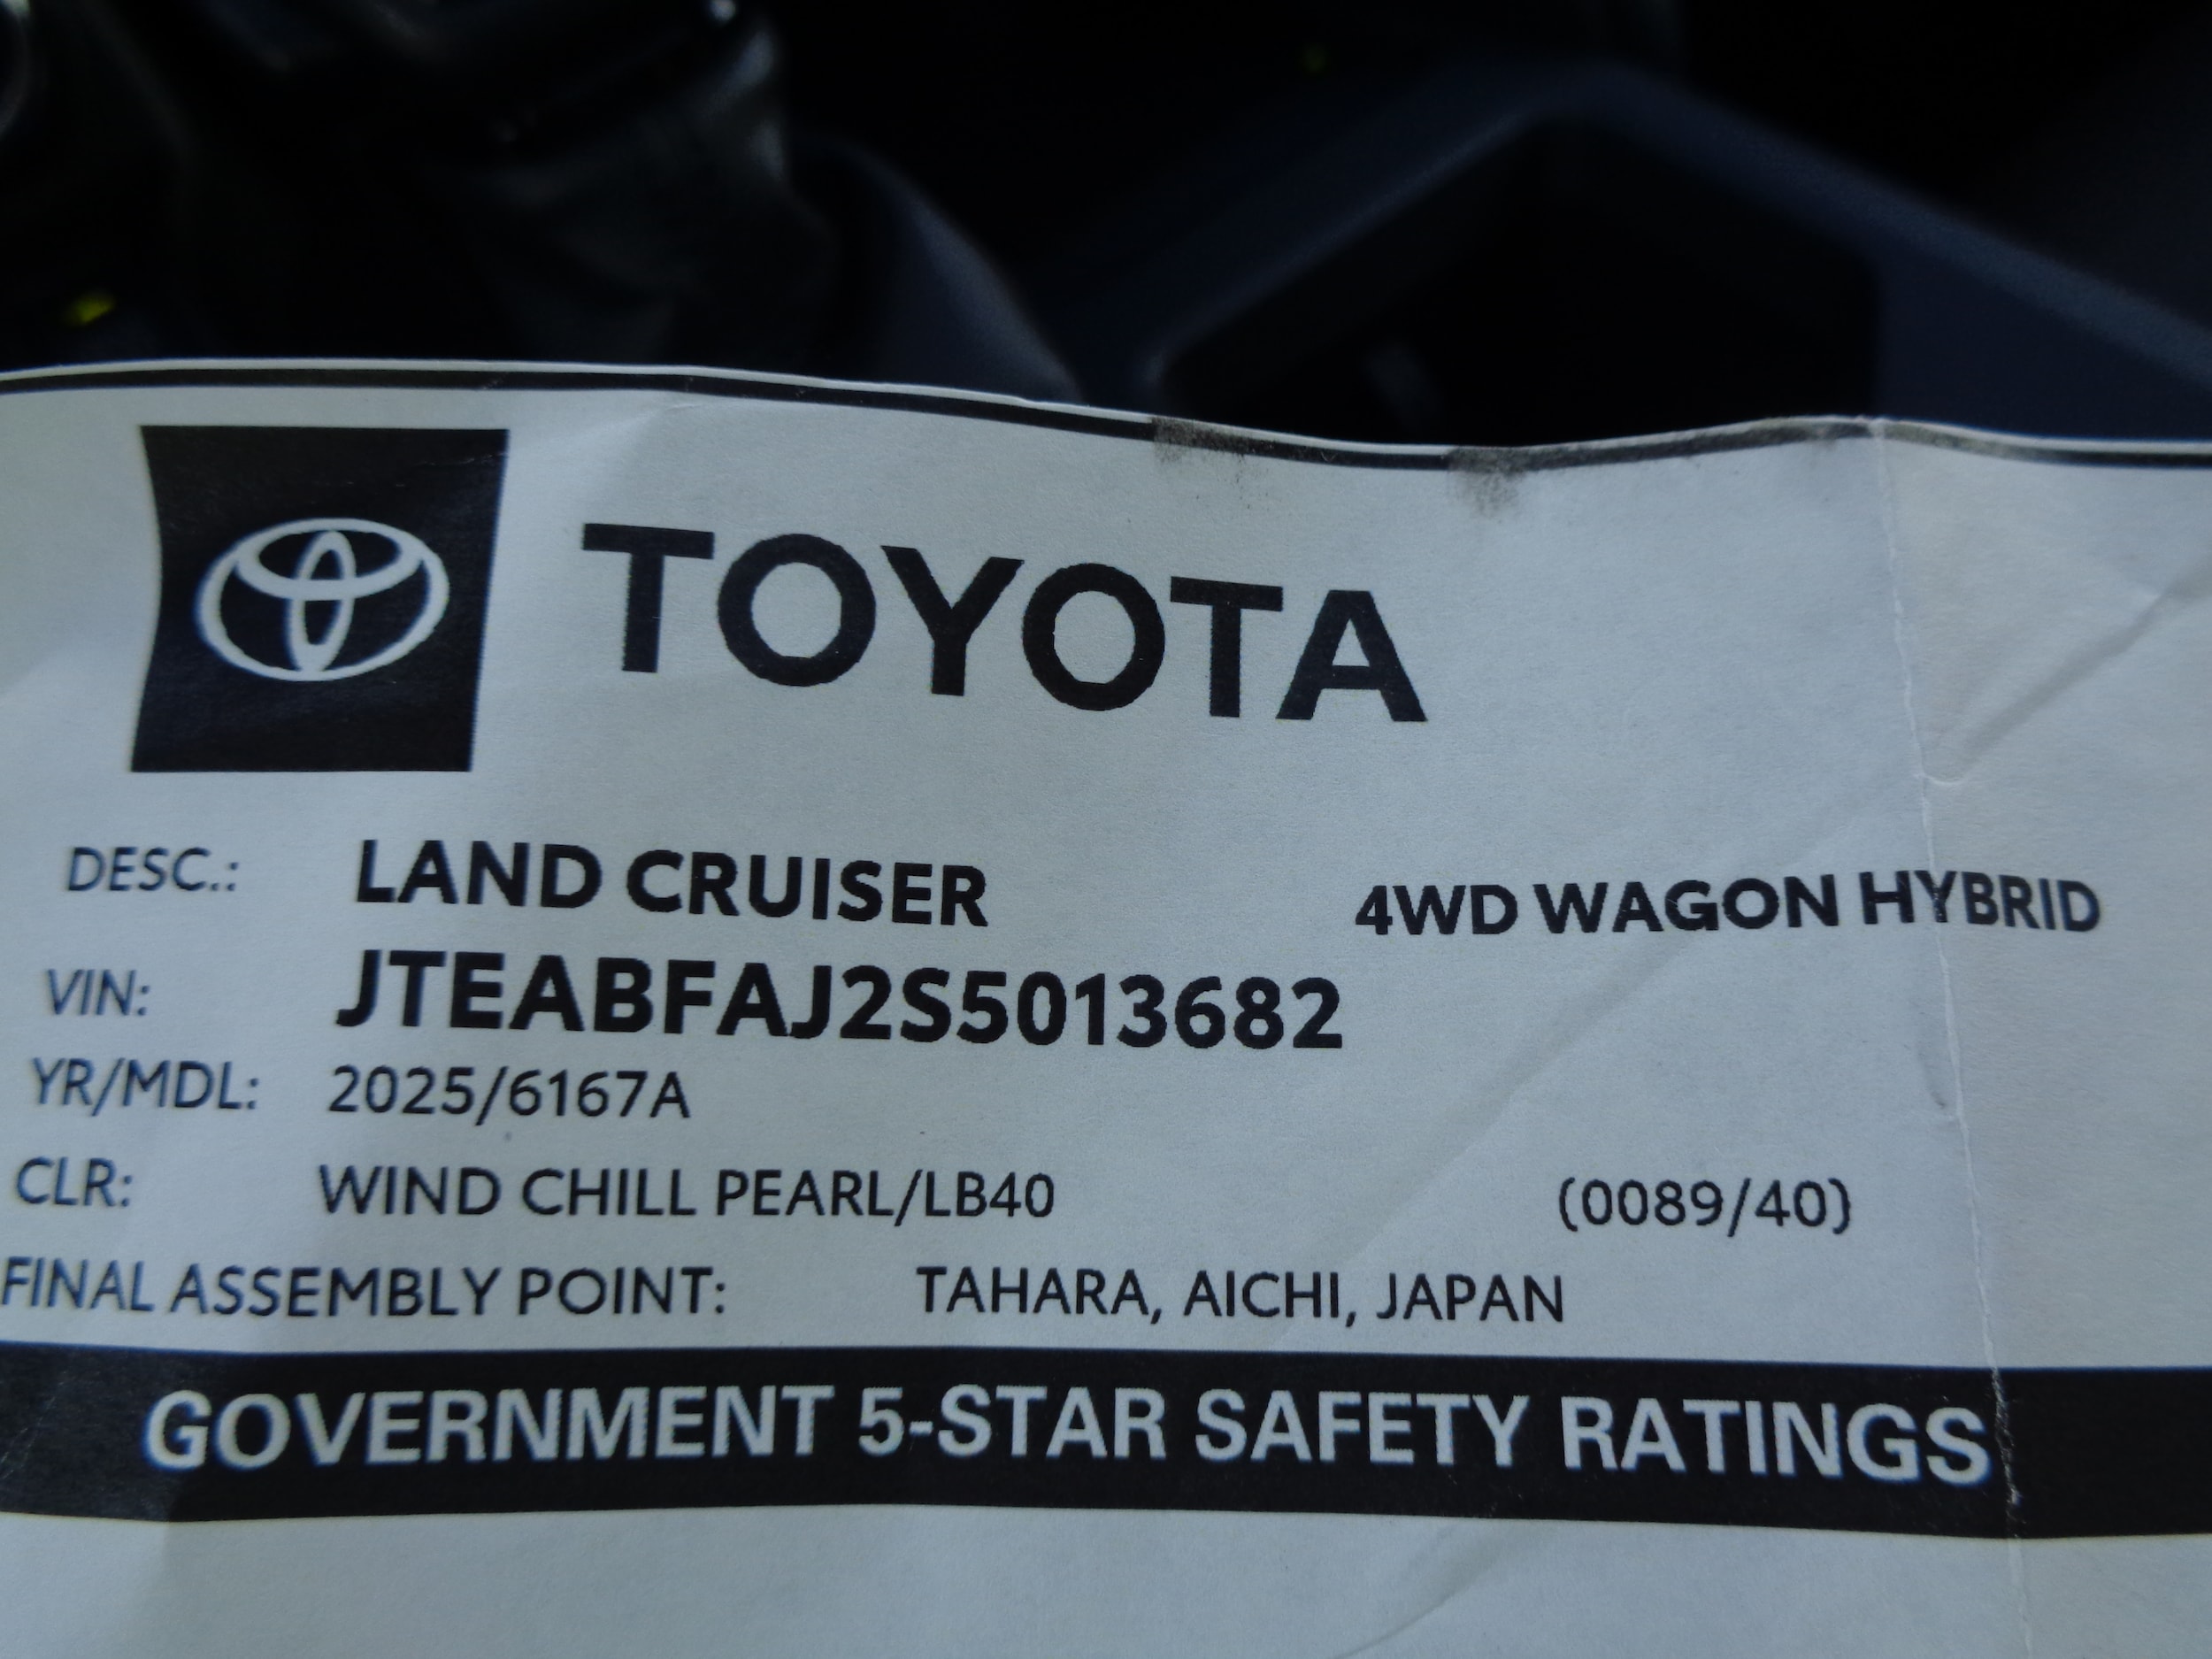 TOYOTA
DESC.: LAND CRUISER 4WD WAGON HYBRID
VIN: JTEABFAJ2S5013682
YR/MDL: 2025/6167A
CLR: WIND CHILL PEARL/LB40 (0089/40)
FINAL ASSEMBLY POINT: TAHARA, AICHI, JAPAN
GOVERNMENT 5-STAR SAFETY RATINGS